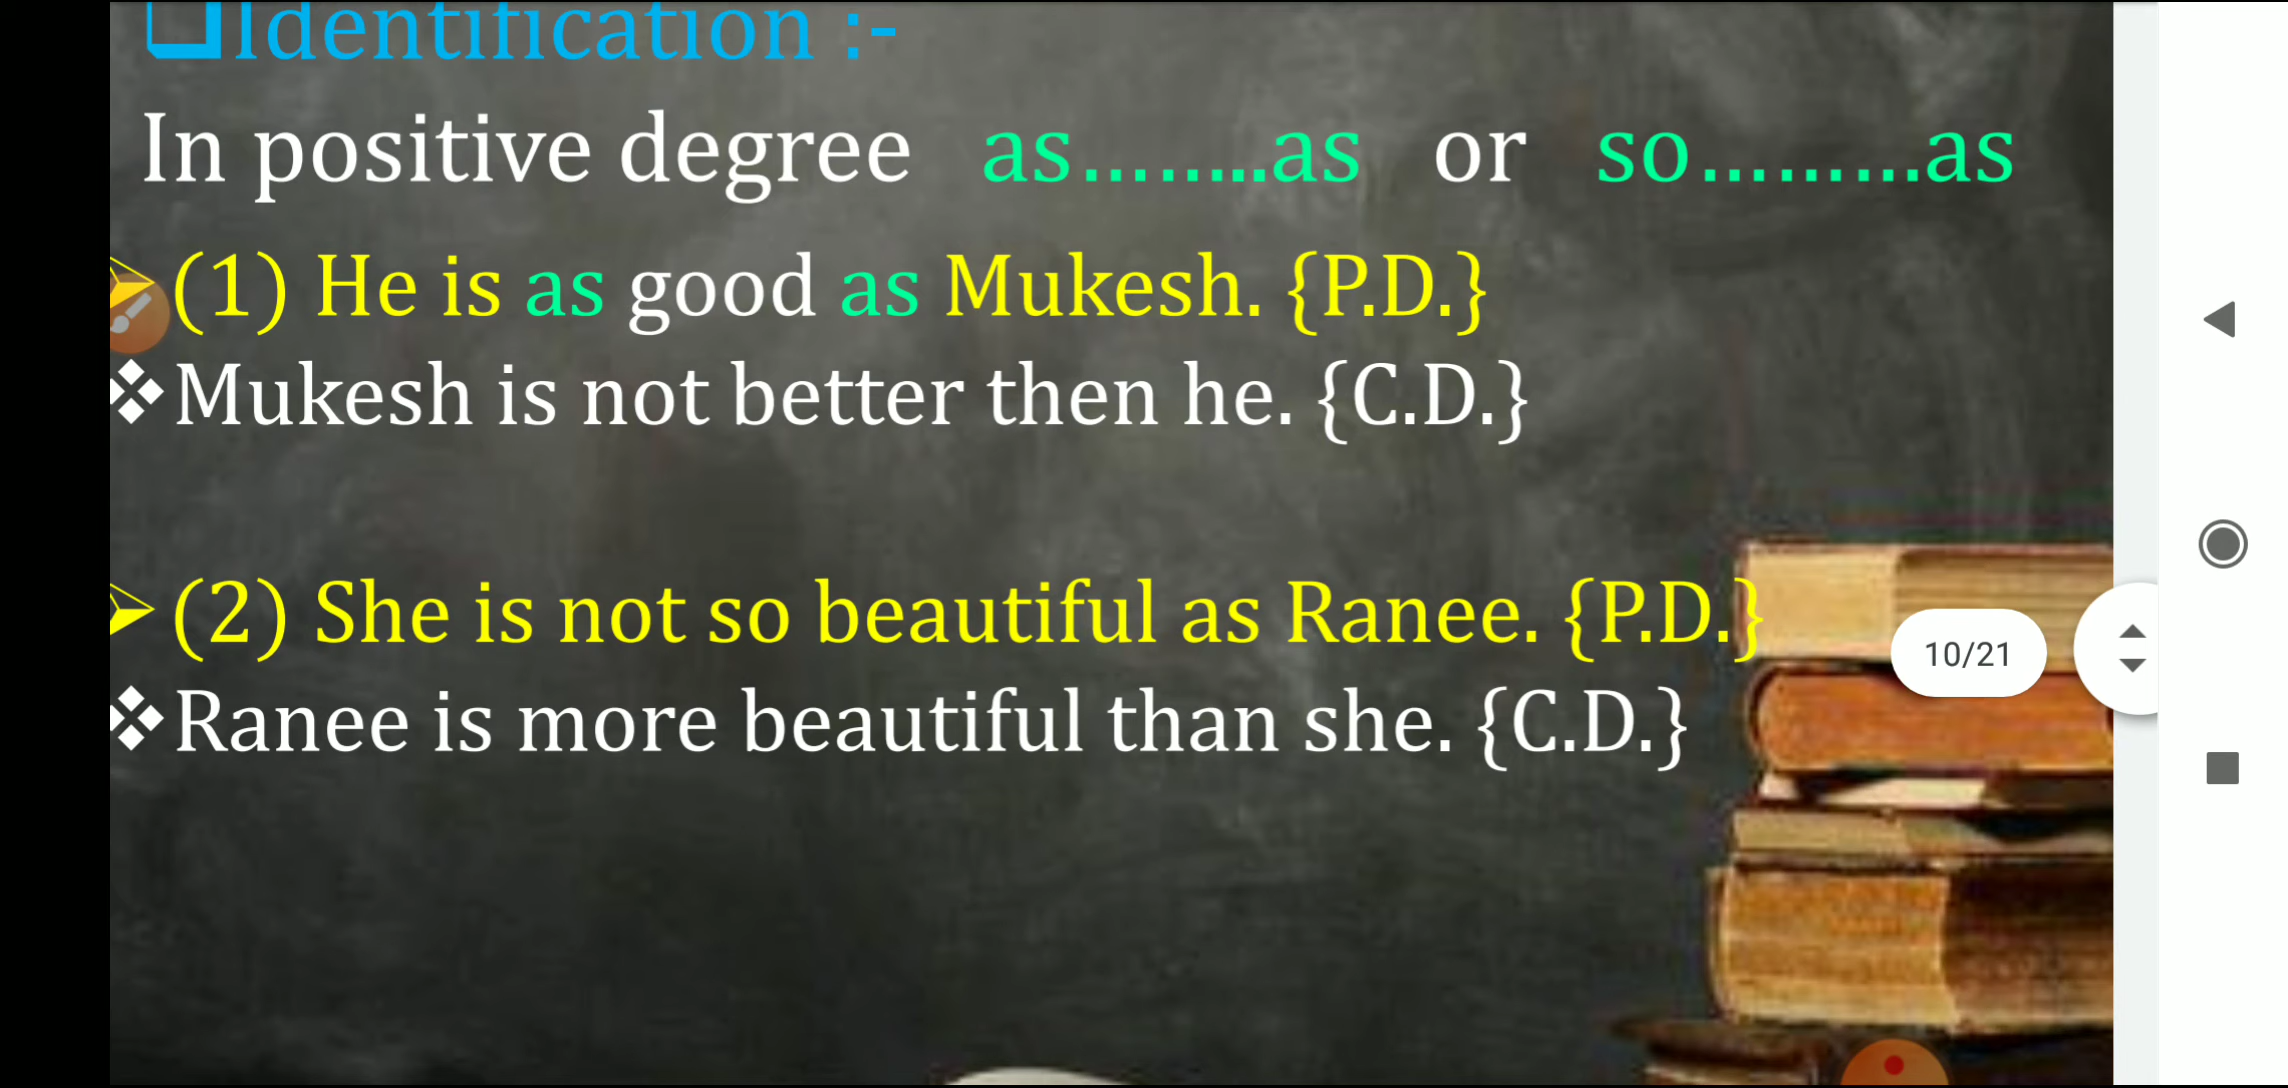 ❑Identification :-
In positive degree as……..as or so………as
(1) He is as good as Mukesh. {P.D.}
Mukesh is not better then he. {C.D.}
(2) She is not so beautiful as Ranee. {P.D.}
Ranee is more beautiful than she. {C.D.}
10/21